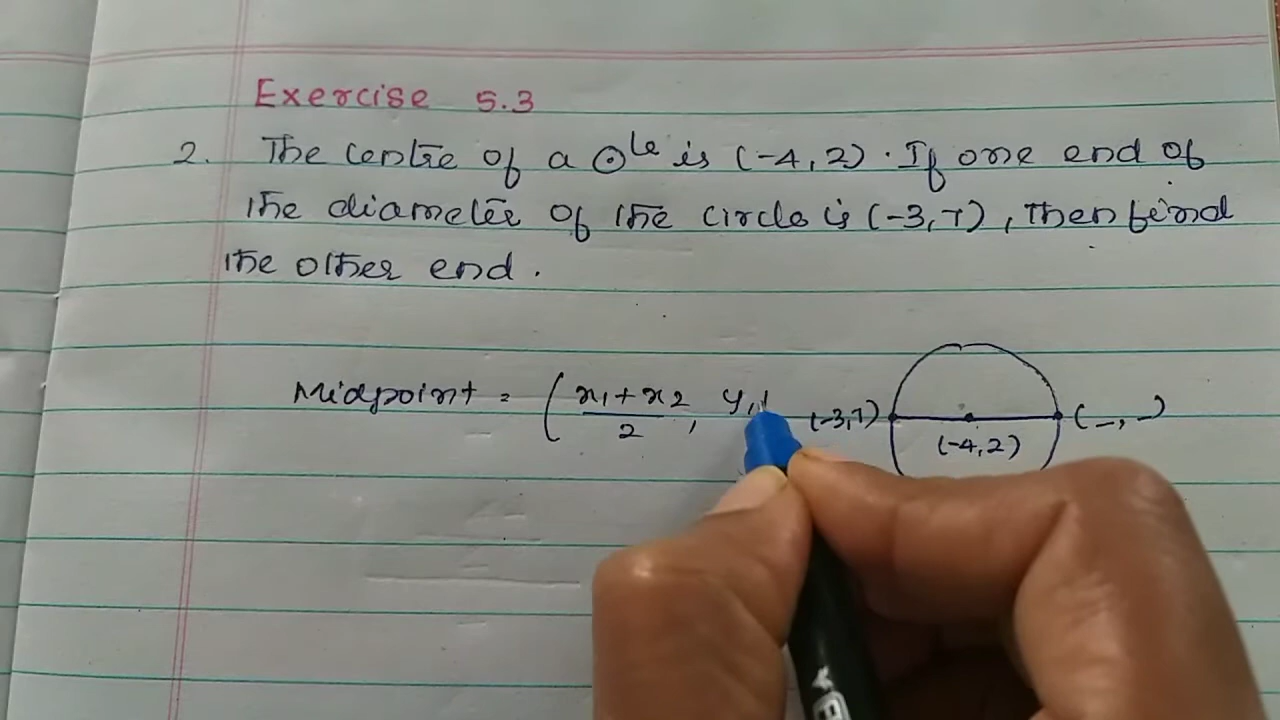 Exercise 5.3
2. The centre of a ⊙le is (-4,2). If one end of
the diameter of the circle is (-3,7), then find
the other end.
Midpoint = ( x1 + x2 / 2 , y1
(-3,7) (_,_)
(-4,2)